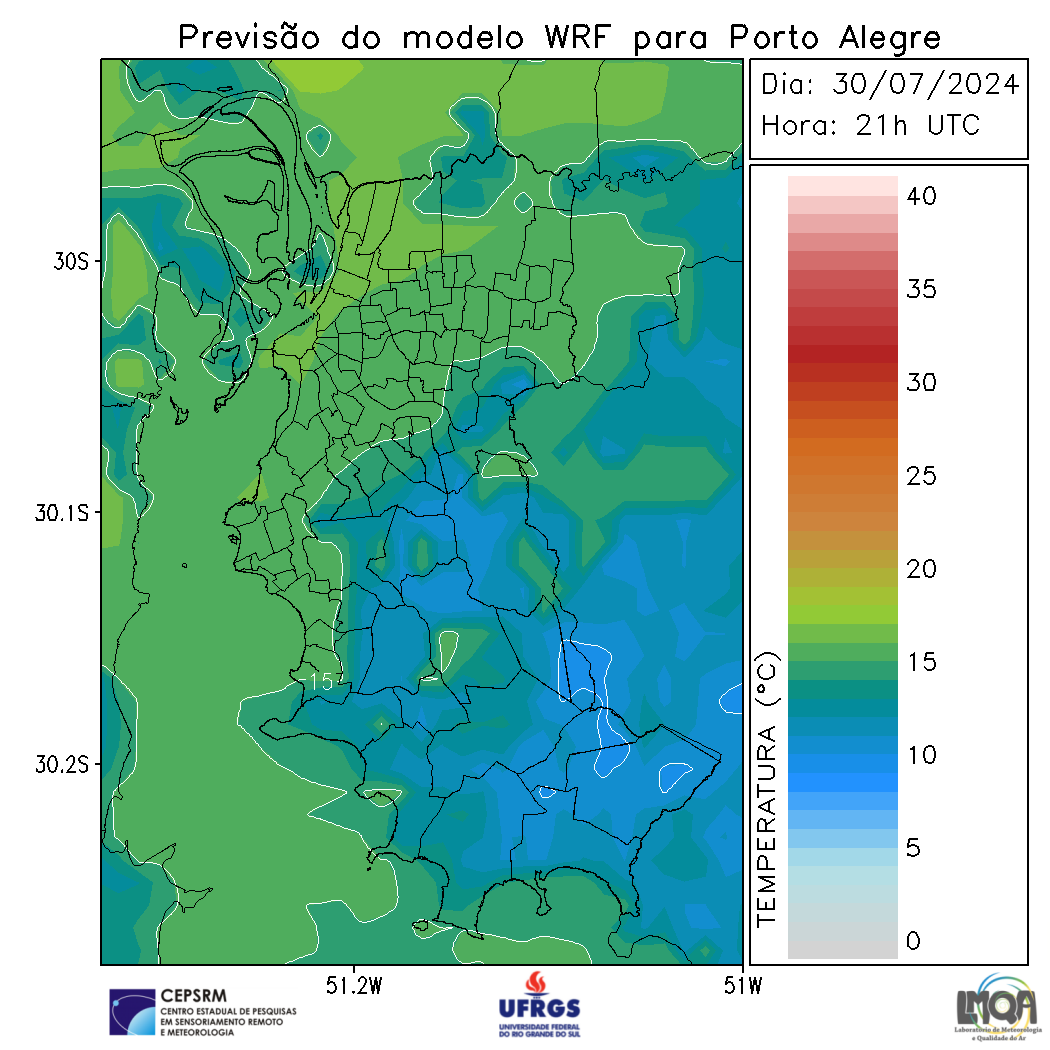 Previsão do modelo WRF para Porto Alegre
Dia: 30/07/2024
Hora: 21h UTC
40
35
30
25
20
15
10
5
0
TEMPERATURA (°C)
30S
30.1S
30.2S
15
51.2W
51W
CEPSRM
CENTRO ESTADUAL DE PESQUISAS
EM SENSORIAMENTO REMOTO
E METEOROLOGIA
UFRGS
UNIVERSIDADE FEDERAL
DO RIO GRANDE DO SUL
LMQA
Laboratório de Meteorologia
e Qualidade do Ar